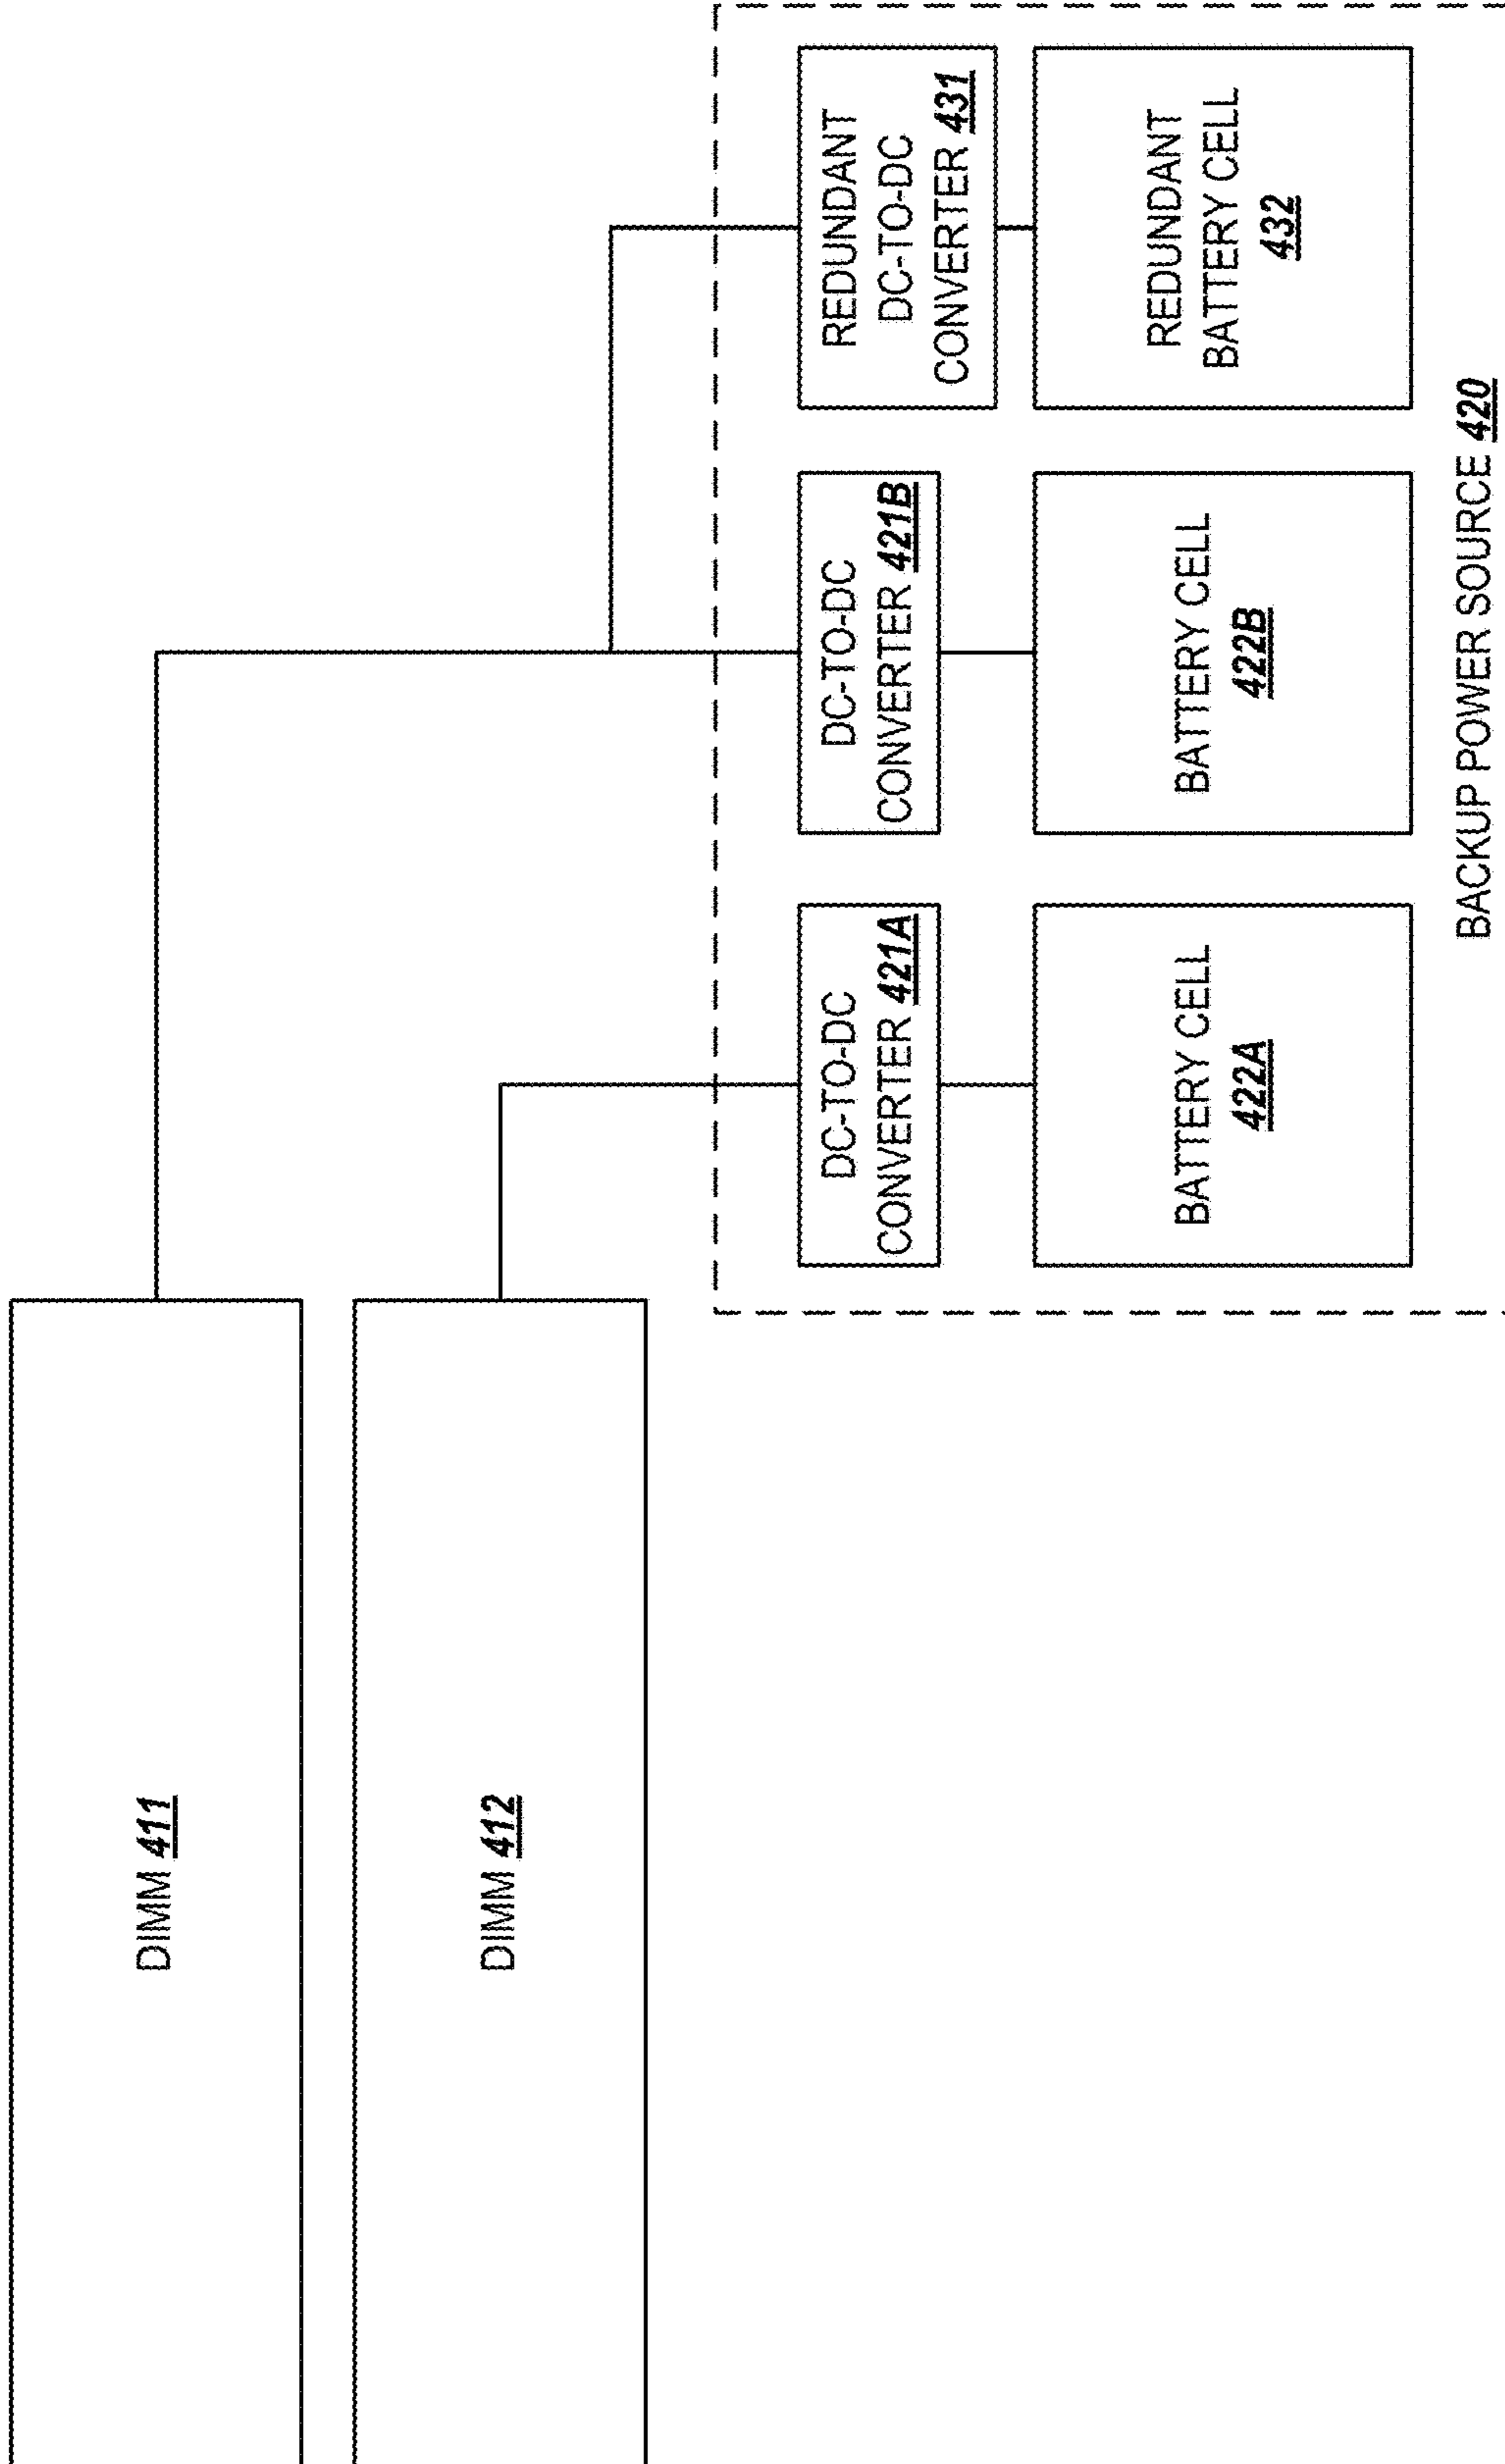 DIMM 411
DIMM 412
DC-TO-DC
CONVERTER 421A
DC-TO-DC
CONVERTER 421B
REDUNDANT
DC-TO-DC
CONVERTER 431
BATTERY CELL
422A
BATTERY CELL
422B
REDUNDANT
BATTERY CELL
432
BACKUP POWER SOURCE 420